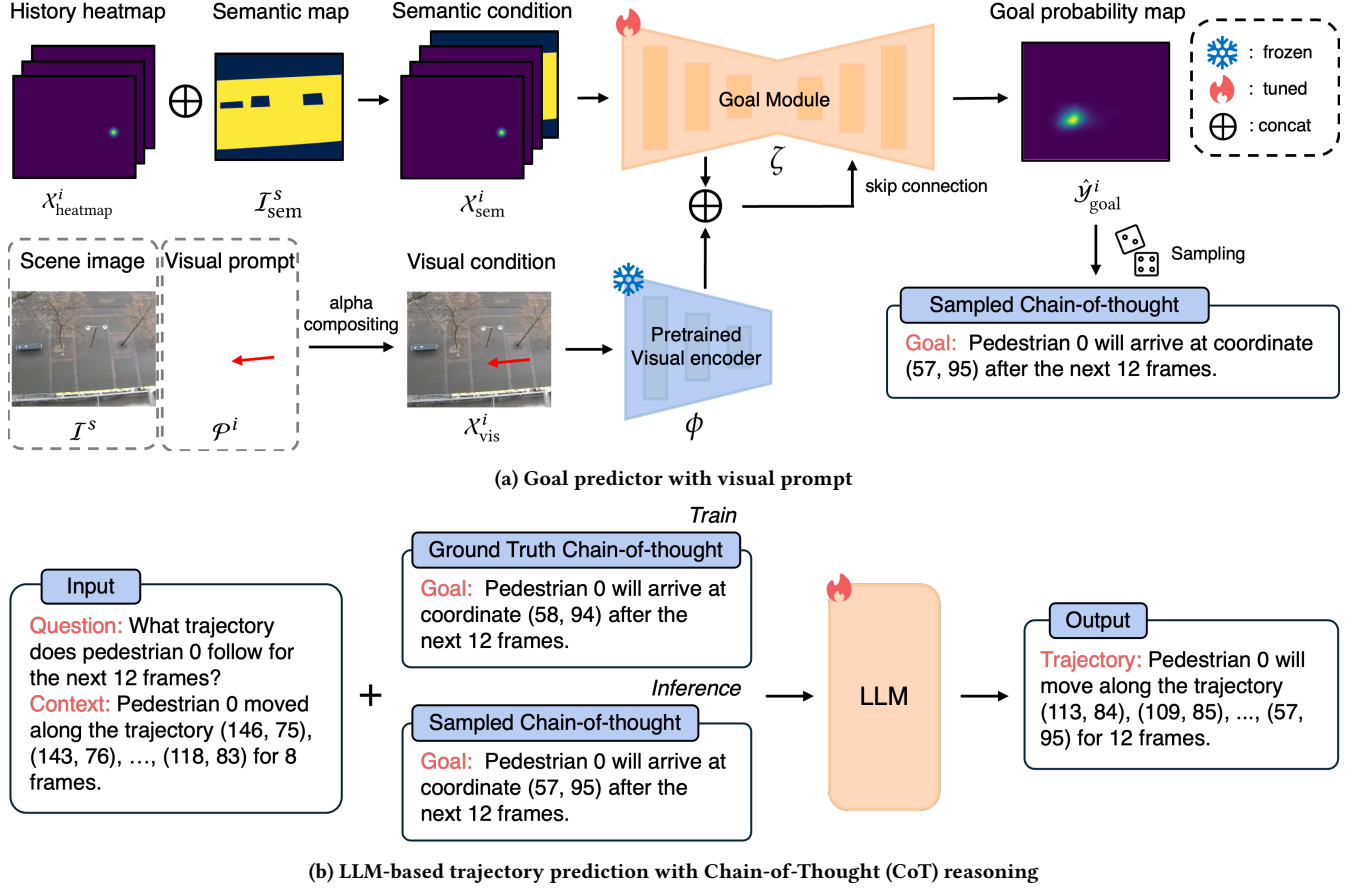 History heatmap
Semantic map
Semantic condition
Goal probability map
: frozen
: tuned
: concat
Goal Module
ζ
skip connection
𝒳ⁱ_heatmap
ℐˢ_sem
𝒳ⁱ_sem
𝒴̂ⁱ_goal
Sampling
Scene image
Visual prompt
alpha
compositing
Visual condition
Pretrained
Visual encoder
ℐˢ
𝒫ⁱ
𝒳ⁱ_vis
ϕ
Sampled Chain-of-thought
Goal: Pedestrian 0 will arrive at coordinate
(57, 95) after the next 12 frames.
(a) Goal predictor with visual prompt
Input
Question: What trajectory
does pedestrian 0 follow for
the next 12 frames?
Context: Pedestrian 0 moved
along the trajectory (146, 75),
(143, 76), …, (118, 83) for 8
frames.
+
Train
Ground Truth Chain-of-thought
Goal: Pedestrian 0 will arrive at
coordinate (58, 94) after the
next 12 frames.
Inference
Sampled Chain-of-thought
Goal: Pedestrian 0 will arrive at
coordinate (57, 95) after the
next 12 frames.
LLM
Output
Trajectory: Pedestrian 0 will
move along the trajectory
(113, 84), (109, 85), ..., (57,
95) for 12 frames.
(b) LLM-based trajectory prediction with Chain-of-Thought (CoT) reasoning